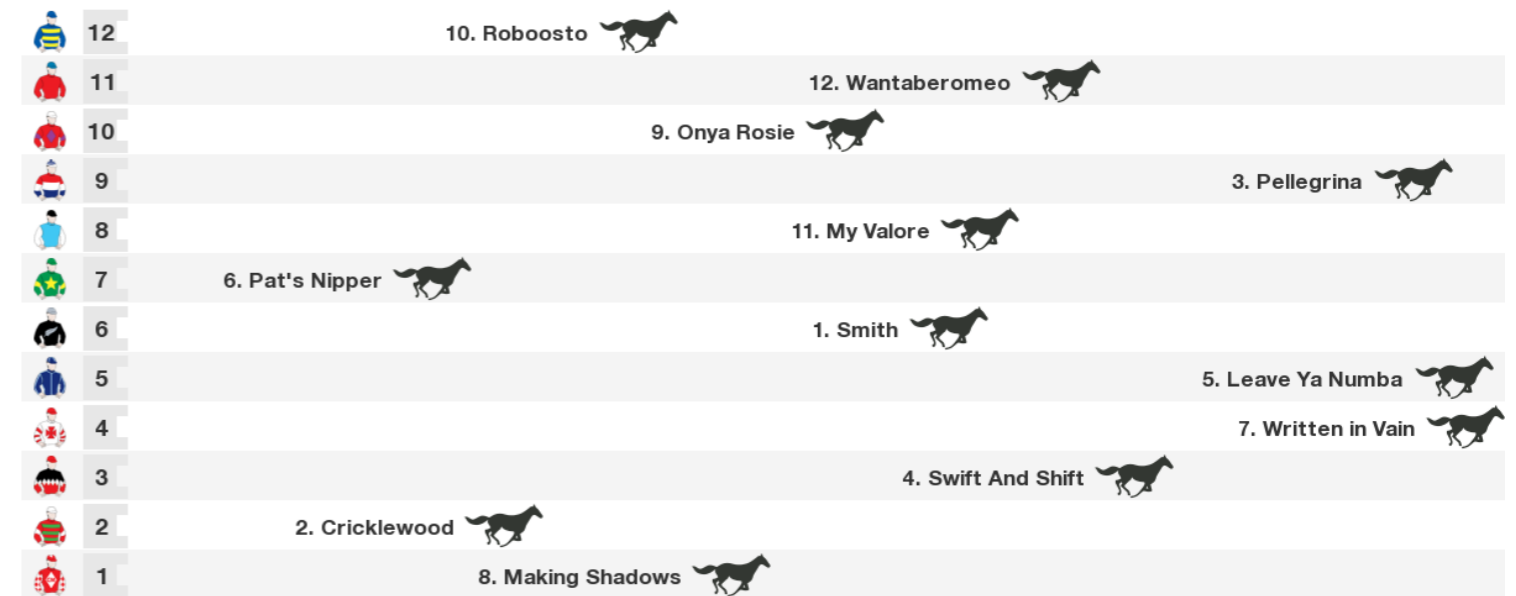 12 10. Roboosto
11 12. Wantaberomeo
10 9. Onya Rosie
9 3. Pellegrina
8 11. My Valore
7 6. Pat's Nipper
6 1. Smith
5 5. Leave Ya Numba
4 7. Written in Vain
3 4. Swift And Shift
2 2. Cricklewood
1 8. Making Shadows